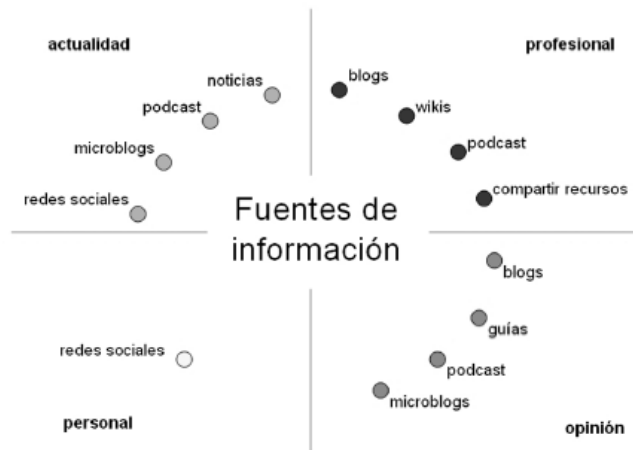 actualidad
noticias
podcast
microblogs
redes sociales
profesional
blogs
wikis
podcast
compartir recursos
Fuentes de
información
redes sociales
personal
blogs
guías
podcast
microblogs
opinión